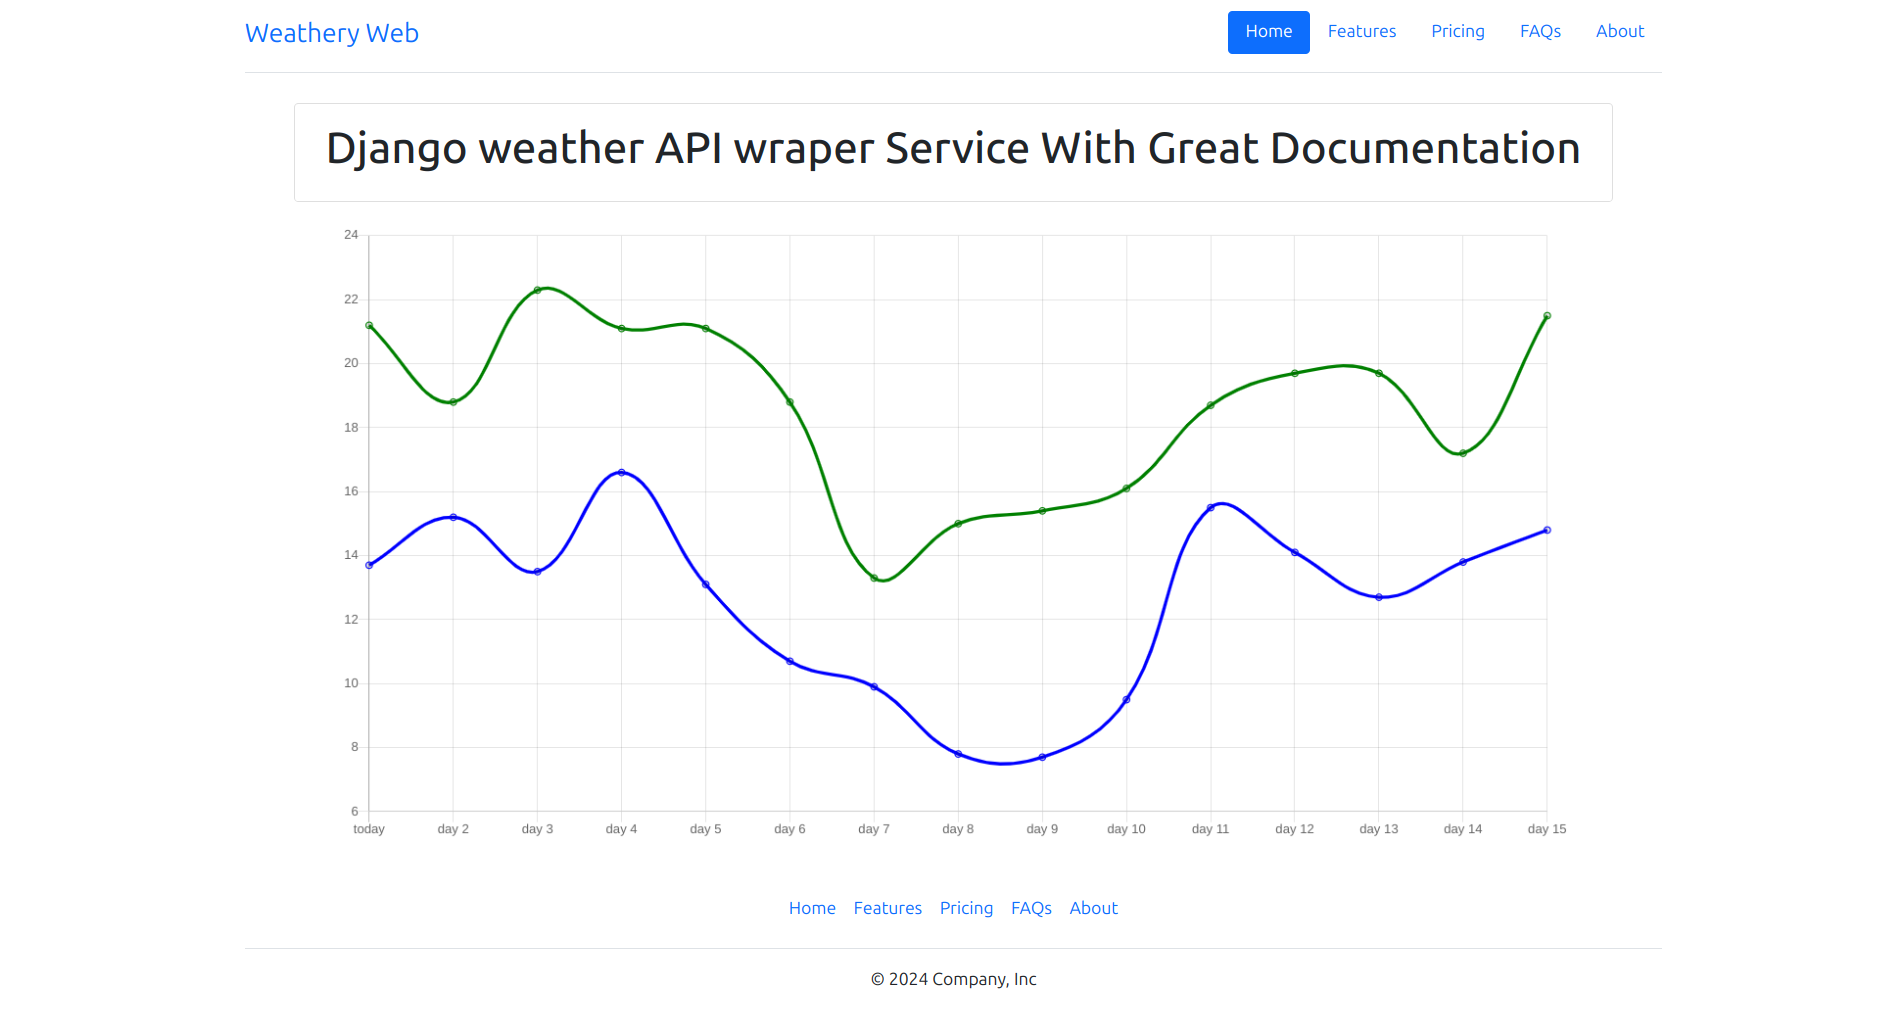 Weathery Web
Home Features Pricing FAQs About
Django weather API wraper Service With Great Documentation
24
22
20
18
16
14
12
10
8
6
today day 2 day 3 day 4 day 5 day 6 day 7 day 8 day 9 day 10 day 11 day 12 day 13 day 14 day 15
Home Features Pricing FAQs About
© 2024 Company, Inc